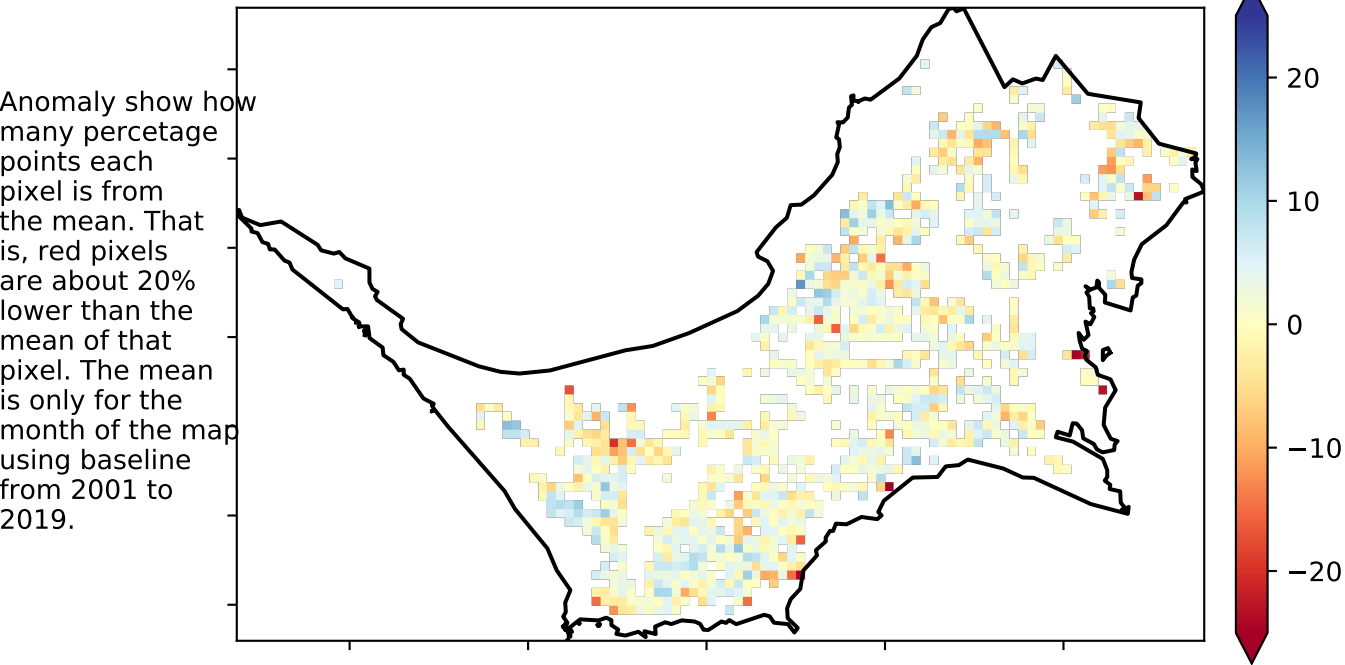 Anomaly show how
many percetage
points each
pixel is from
the mean. That
is, red pixels
are about 20%
lower than the
mean of that
pixel. The mean
is only for the
month of the map
using baseline
from 2001 to
2019.
20
10
0
−10
−20